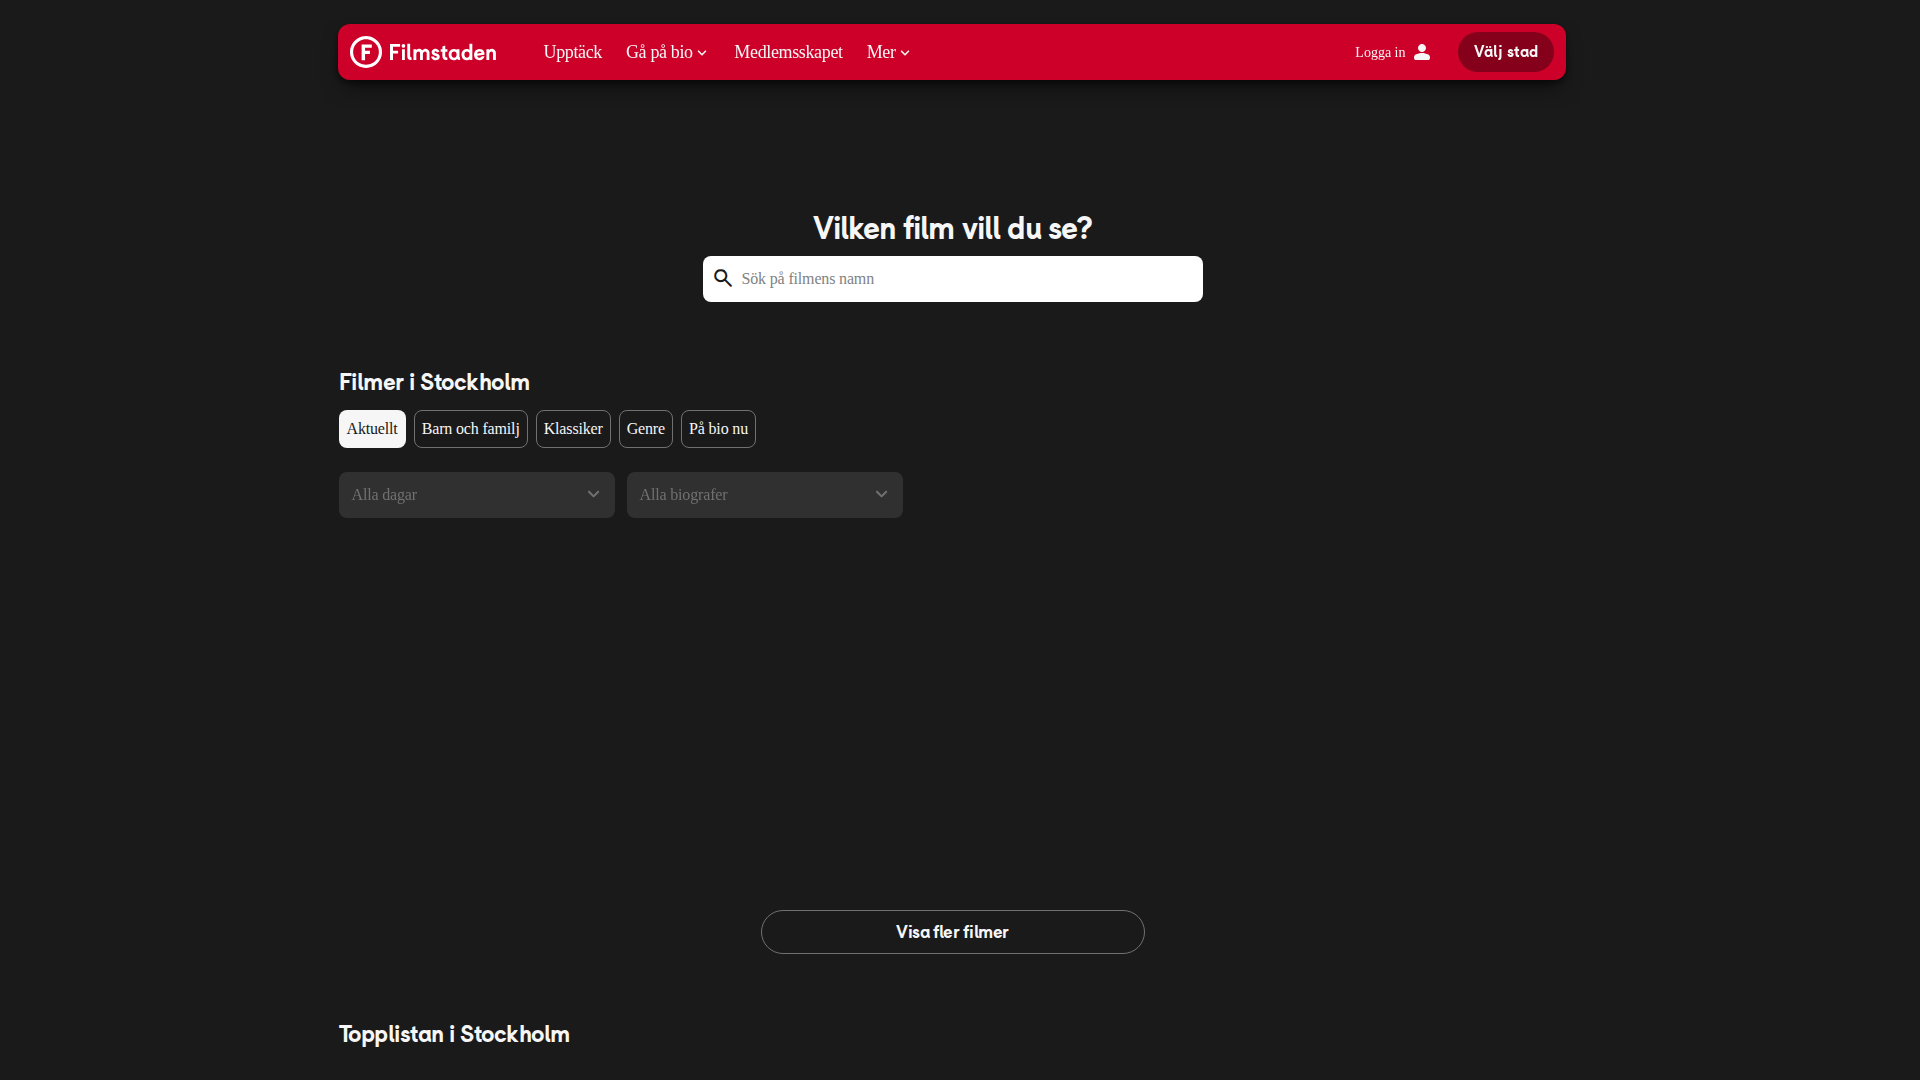 Filmstaden
Upptäck
Gå på bio
Medlemsskapet
Mer
Logga in
Välj stad
Vilken film vill du se?
Sök på filmens namn
Filmer i Stockholm
Aktuellt
Barn och familj
Klassiker
Genre
På bio nu
Alla dagar
Alla biografer
Visa fler filmer
Topplistan i Stockholm